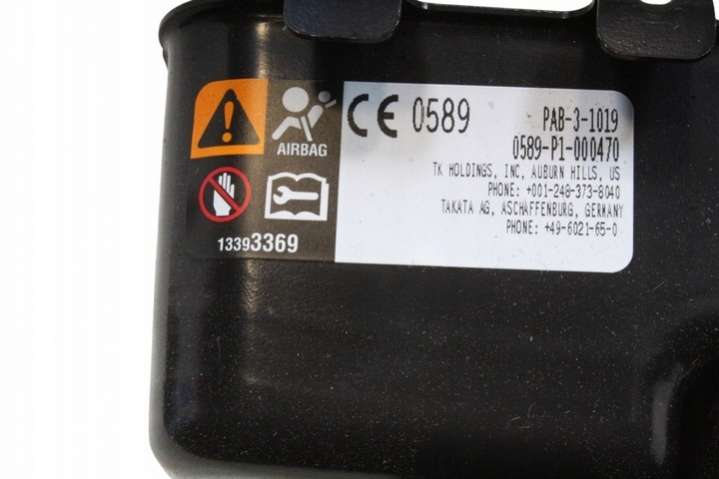 AIRBAG
13393369
CE 0589
PAB-3-1019
0589-P1-000470
TK HOLDINGS, INC, AUBURN HILLS, US
PHONE: +001-248-373-8040
TAKATA AG, ASCHAFFENBURG, GERMANY
PHONE: +49-6021-65-0